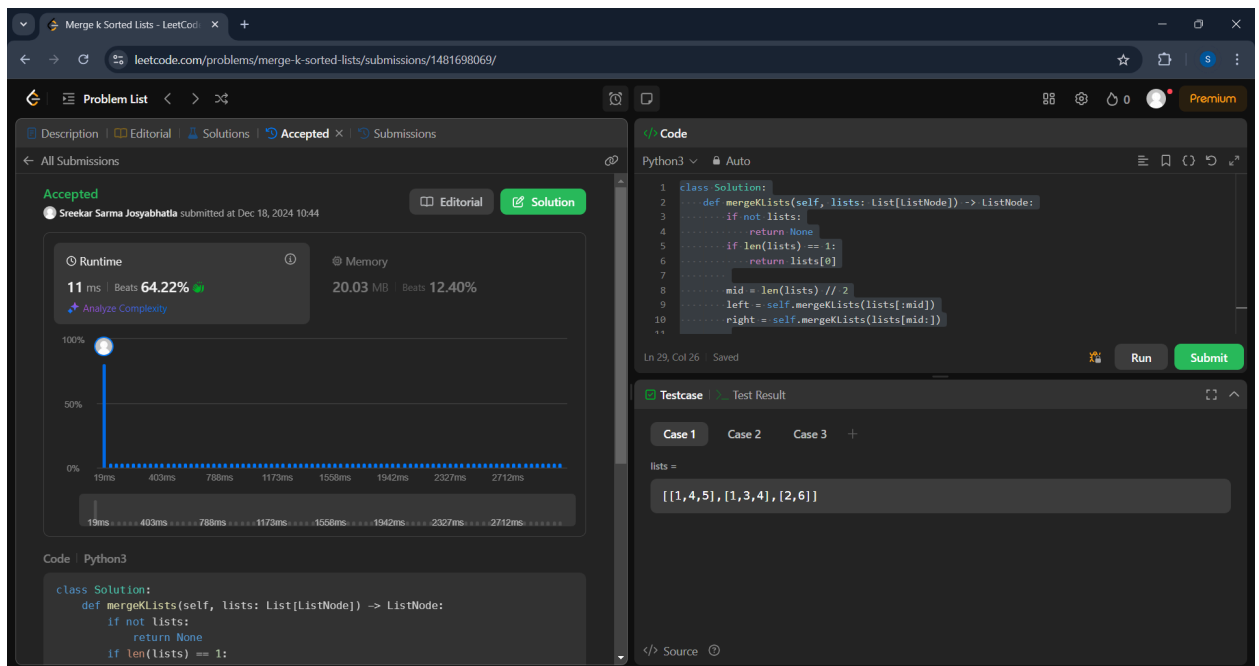 Merge k Sorted Lists - LeetCod
leetcode.com/problems/merge-k-sorted-lists/submissions/1481698069/
S
Problem List
0
Premium
Description | Editorial | Solutions | Accepted | Submissions
All Submissions
Accepted
Sreekar Sarma Josyabhatla submitted at Dec 18, 2024 10:44
Editorial
Solution
Runtime
11 ms | Beats 64.22%
Analyze Complexity
Memory
20.03 MB | Beats 12.40%
100%
50%
0%
19ms 403ms 788ms 1173ms 1558ms 1942ms 2327ms 2712ms
19ms 403ms 788ms 1173ms 1558ms 1942ms 2327ms 2712ms
Code | Python3
class Solution:
    def mergeKLists(self, lists: List[ListNode]) -> ListNode:
        if not lists:
            return None
        if len(lists) == 1:
</> Code
Python3 Auto
1 class Solution:
2     def mergeKLists(self, lists: List[ListNode]) -> ListNode:
3         if not lists:
4             return None
5         if len(lists) == 1:
6             return lists[0]
7
8         mid = len(lists) // 2
9         left = self.mergeKLists(lists[:mid])
10         right = self.mergeKLists(lists[mid:])
11
Ln 29, Col 26 | Saved
Run
Submit
Testcase | >_ Test Result
Case 1 Case 2 Case 3 +
lists =
[[1,4,5],[1,3,4],[2,6]]
</> Source